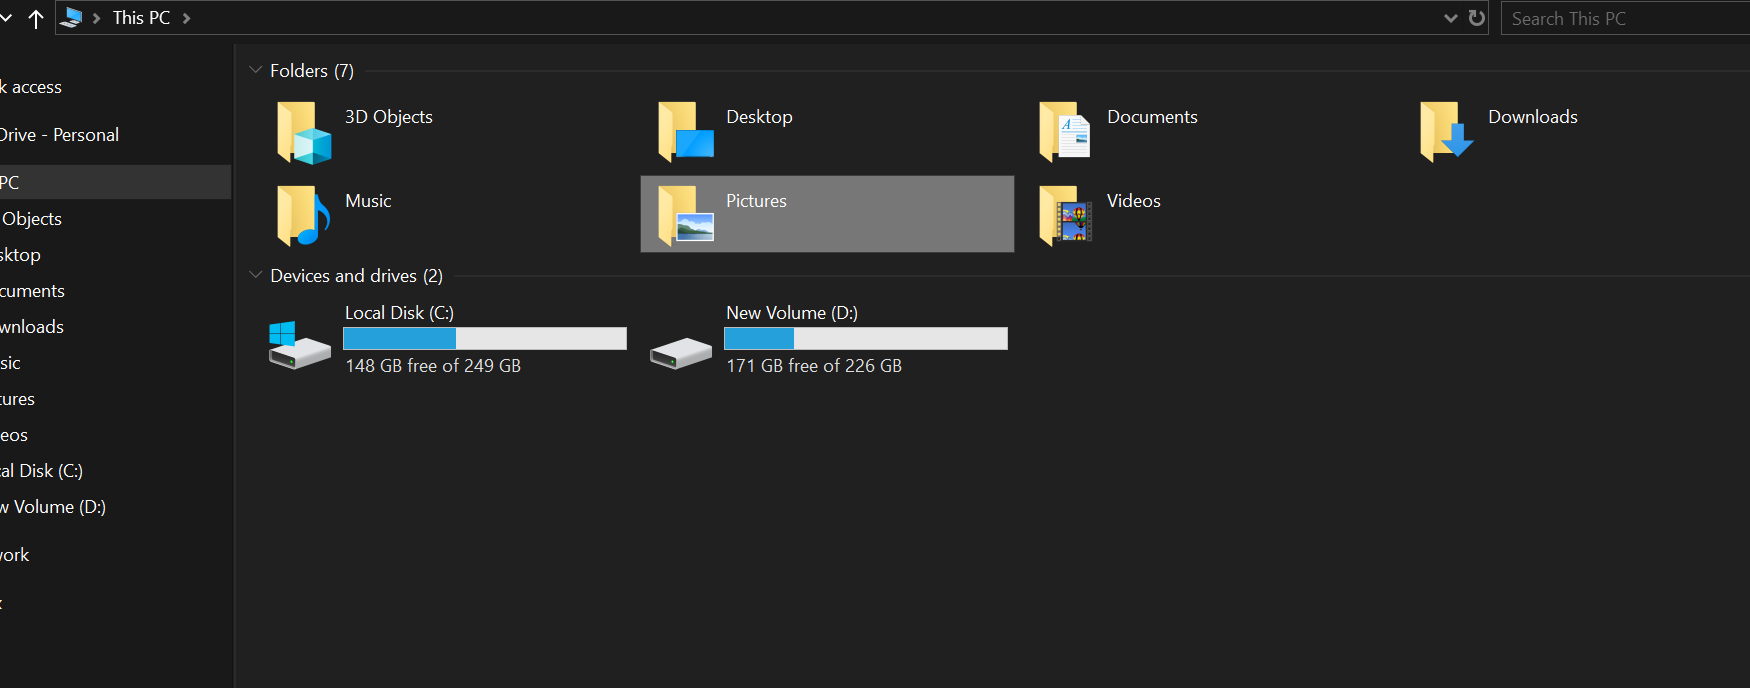 This PC
Search This PC
k access
Drive - Personal
PC
Objects
sktop
cuments
wnloads
sic
tures
eos
cal Disk (C:)
w Volume (D:)
work
Folders (7)
3D Objects
Desktop
Documents
Downloads
Music
Pictures
Videos
Devices and drives (2)
Local Disk (C:)
148 GB free of 249 GB
New Volume (D:)
171 GB free of 226 GB